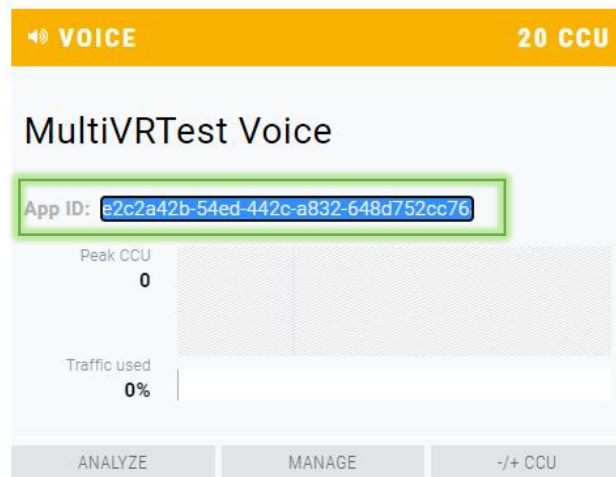 VOICE 20 CCU
MultiVRTest Voice
App ID: e2c2a42b-54ed-442c-a832-648d752cc76
Peak CCU
0
Traffic used
0%
ANALYZE MANAGE -/+ CCU